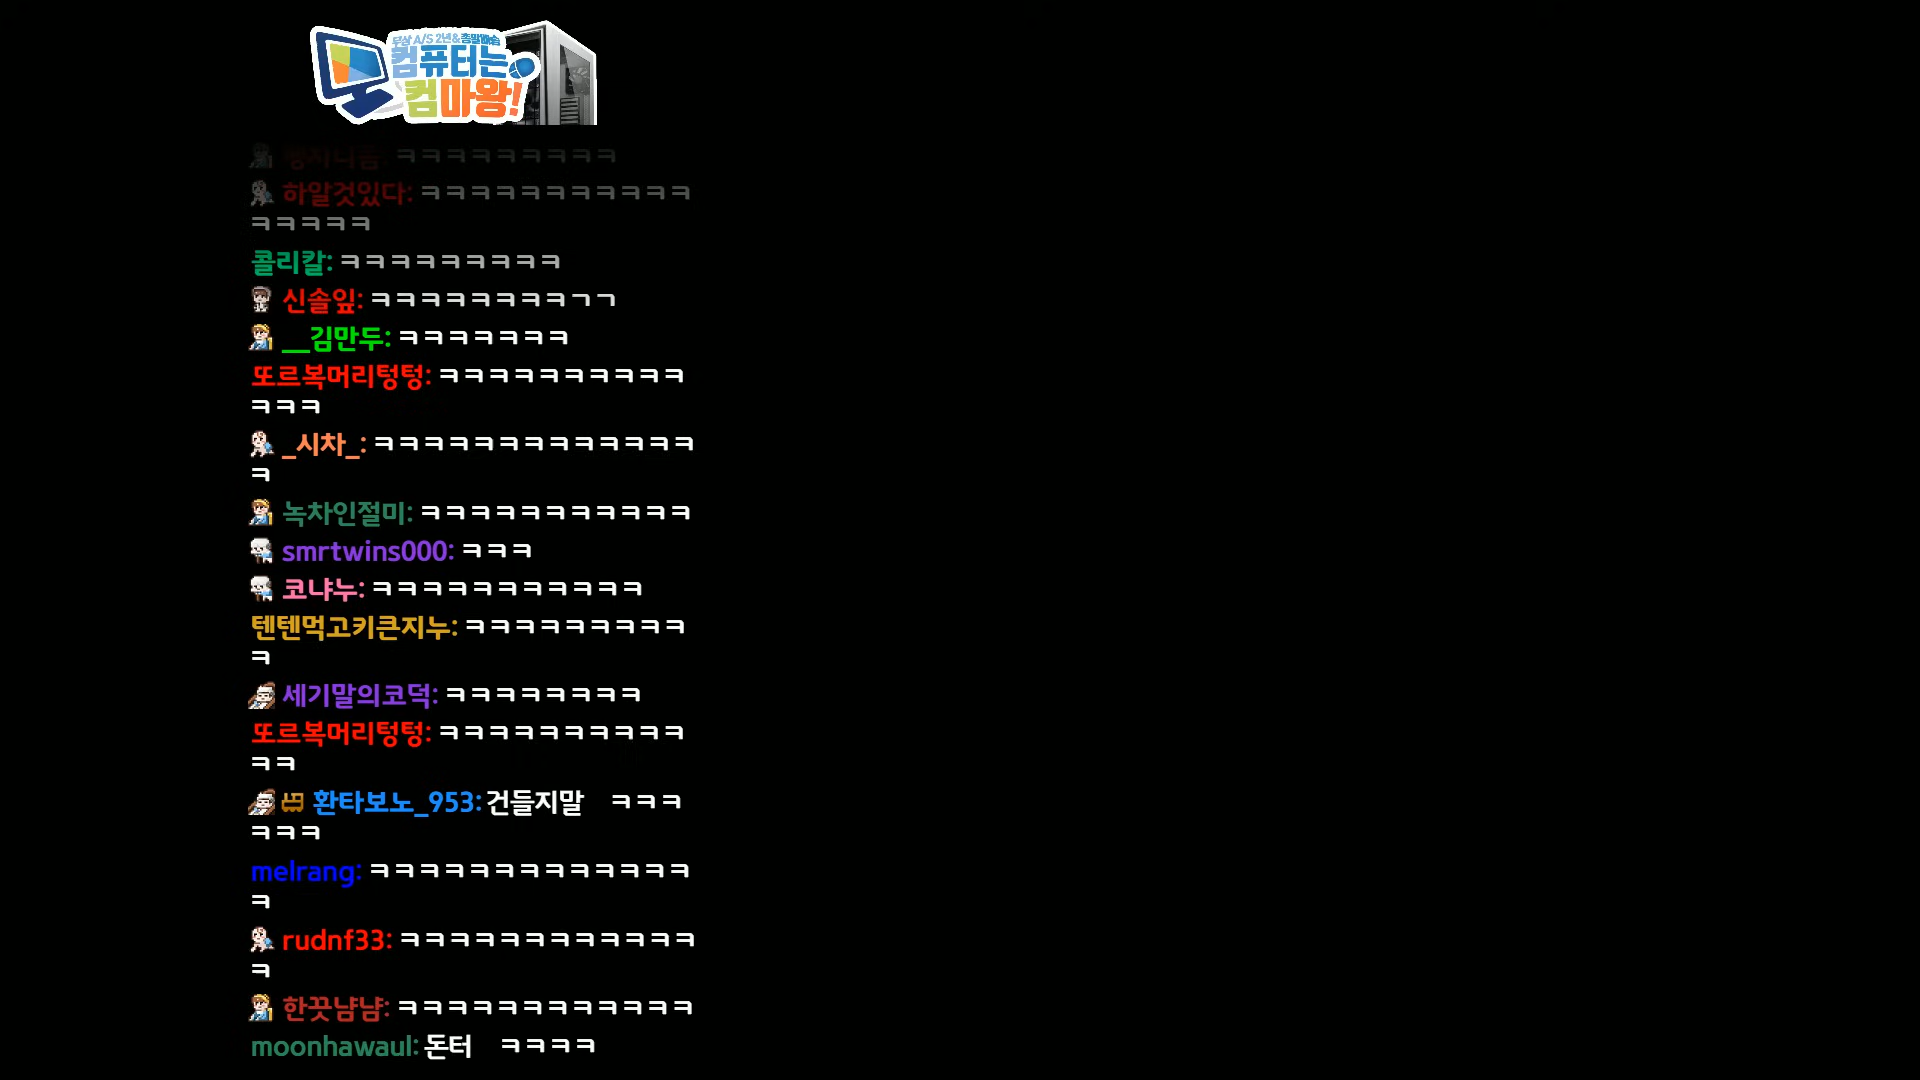 무상 A/S 2년&총알배송
컴퓨터는
컴마왕!
ㅋㅋㅋㅋㅋㅋㅋㅋㅋ
하알것있다: ㅋㅋㅋㅋㅋㅋㅋㅋㅋㅋㅋ
ㅋㅋㅋㅋㅋ
콜리칼: ㅋㅋㅋㅋㅋㅋㅋㅋㅋ
신솔잎: ㅋㅋㅋㅋㅋㅋㅋㅋㄱㄱ
__김만두: ㅋㅋㅋㅋㅋㅋㅋ
또르복머리텅텅: ㅋㅋㅋㅋㅋㅋㅋㅋㅋㅋ
ㅋㅋㅋ
_시차_: ㅋㅋㅋㅋㅋㅋㅋㅋㅋㅋㅋㅋㅋ
ㅋ
녹차인절미: ㅋㅋㅋㅋㅋㅋㅋㅋㅋㅋㅋ
smrtwins000: ㅋㅋㅋ
코냐누: ㅋㅋㅋㅋㅋㅋㅋㅋㅋㅋㅋ
텐텐먹고키큰지누: ㅋㅋㅋㅋㅋㅋㅋㅋㅋ
ㅋ
세기말의코덕: ㅋㅋㅋㅋㅋㅋㅋㅋ
또르복머리텅텅: ㅋㅋㅋㅋㅋㅋㅋㅋㅋㅋ
ㅋㅋ
환타보노_953: 건들지말 ㅋㅋㅋ
ㅋㅋㅋ
melrang: ㅋㅋㅋㅋㅋㅋㅋㅋㅋㅋㅋㅋㅋ
ㅋ
rudnf33: ㅋㅋㅋㅋㅋㅋㅋㅋㅋㅋㅋㅋ
ㅋ
한끗냠냠: ㅋㅋㅋㅋㅋㅋㅋㅋㅋㅋㅋㅋ
moonhawaul: 돈터 ㅋㅋㅋㅋ